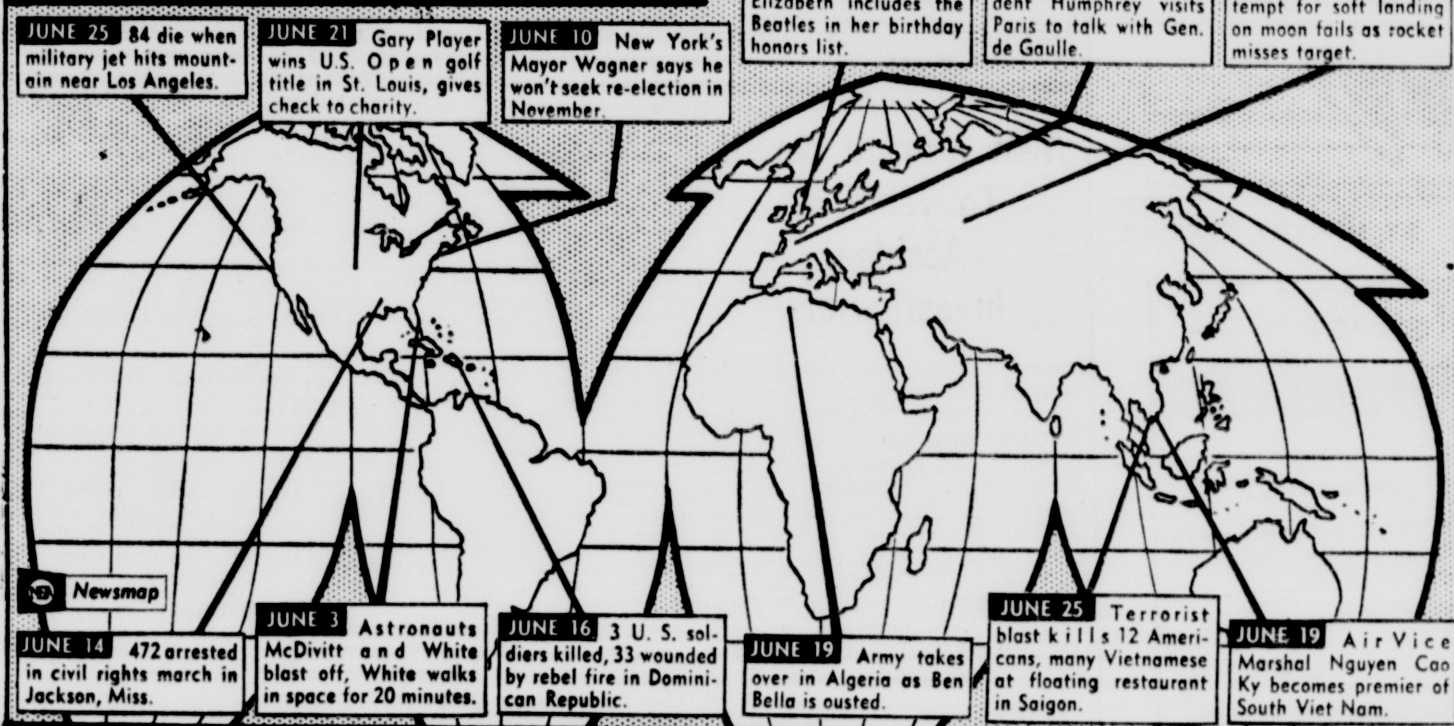 Elizabeth includes the
Beatles in her birthday
honors list.
dent Humphrey visits
Paris to talk with Gen.
de Gaulle.
tempt for soft landing
on moon fails as rocket
misses target.
JUNE 25 84 die when
military jet hits mount-
ain near Los Angeles.
JUNE 21 Gary Player
wins U.S. Open golf
title in St. Louis, gives
check to charity.
JUNE 10 New York's
Mayor Wagner says he
won't seek re-election in
November.
NEA Newsmap
JUNE 14 472 arrested
in civil rights march in
Jackson, Miss.
JUNE 3 Astronauts
McDivitt and White
blast off, White walks
in space for 20 minutes.
JUNE 16 3 U. S. sol-
diers killed, 33 wounded
by rebel fire in Domini-
can Republic.
JUNE 19 Army takes
over in Algeria as Ben
Bella is ousted.
JUNE 25 Terrorist
blast kills 12 Ameri-
cans, many Vietnamese
at floating restaurant
in Saigon.
JUNE 19 Air Vice
Marshal Nguyen Cao
Ky becomes premier of
South Viet Nam.